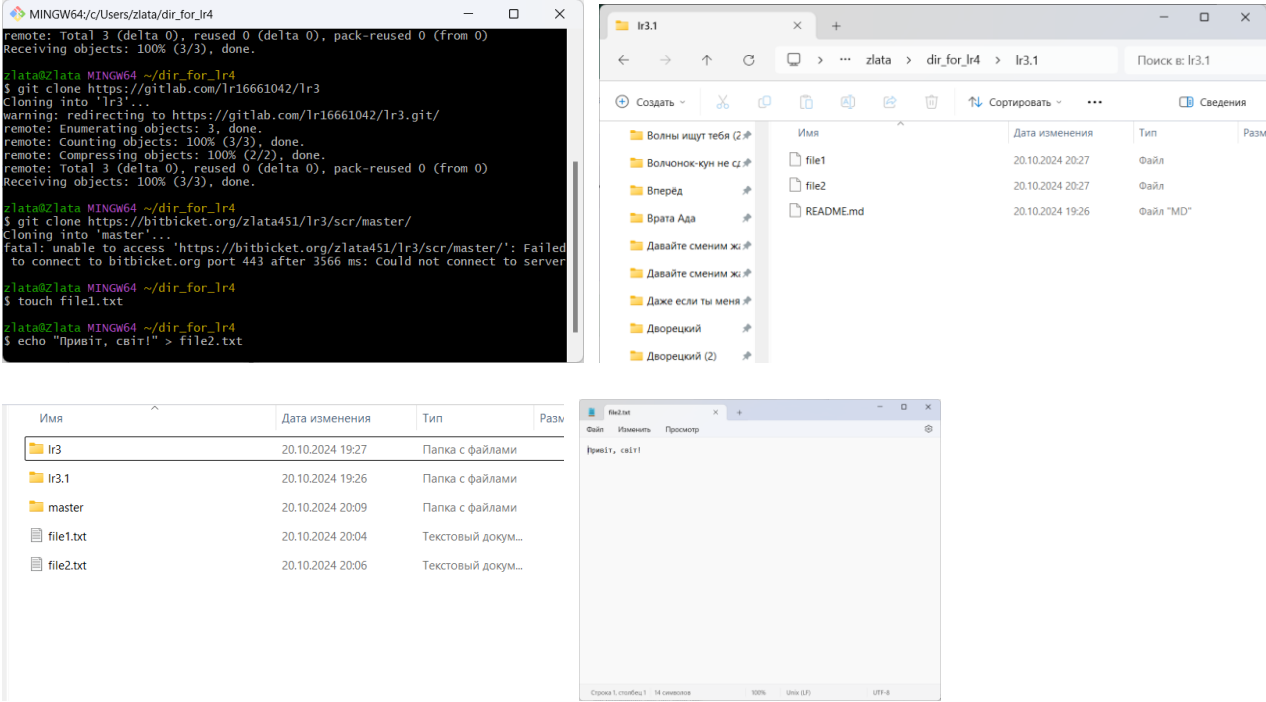 MINGW64:/c/Users/zlata/dir_for_lr4
remote: Total 3 (delta 0), reused 0 (delta 0), pack-reused 0 (from 0)
Receiving objects: 100% (3/3), done.
zlata@Zlata MINGW64 ~/dir_for_lr4
$ git clone https://gitlab.com/lr16661042/lr3
Cloning into 'lr3'...
warning: redirecting to https://gitlab.com/lr16661042/lr3.git/
remote: Enumerating objects: 3, done.
remote: Counting objects: 100% (3/3), done.
remote: Compressing objects: 100% (2/2), done.
remote: Total 3 (delta 0), reused 0 (delta 0), pack-reused 0 (from 0)
Receiving objects: 100% (3/3), done.
zlata@Zlata MINGW64 ~/dir_for_lr4
$ git clone https://bitbicket.org/zlata451/lr3/scr/master/
Cloning into 'master'...
fatal: unable to access 'https://bitbicket.org/zlata451/lr3/scr/master/': Failed
to connect to bitbicket.org port 443 after 3566 ms: Could not connect to server
zlata@Zlata MINGW64 ~/dir_for_lr4
$ touch file1.txt
zlata@Zlata MINGW64 ~/dir_for_lr4
$ echo "Привіт, світ!" > file2.txt
lr3.1
zlata > dir_for_lr4 > lr3.1
Поиск в: lr3.1
Создать
Сортировать
Сведения
Волны ищут тебя (2
Волчонок-кун не сд
Вперёд
Врата Ада
Давайте сменим жа
Давайте сменим жа
Даже если ты меня
Дворецкий
Дворецкий (2)
Имя Дата изменения Тип Разм
file1 20.10.2024 20:27 Файл
file2 20.10.2024 20:27 Файл
README.md 20.10.2024 19:26 Файл "MD"
Имя Дата изменения Тип Разм
lr3 20.10.2024 19:27 Папка с файлами
lr3.1 20.10.2024 19:26 Папка с файлами
master 20.10.2024 20:09 Папка с файлами
file1.txt 20.10.2024 20:04 Текстовый докум...
file2.txt 20.10.2024 20:06 Текстовый докум...
file2.txt
Файл Изменить Просмотр
Привіт, світ!
Строка 1, столбец 1 14 символов 100% Unix (LF) UTF-8